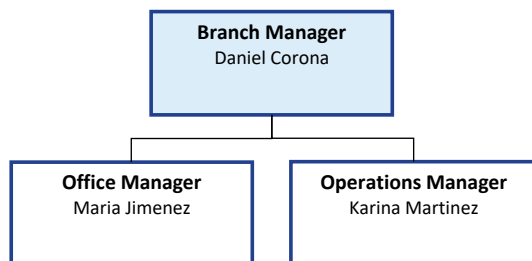 Branch Manager
Daniel Corona
Office Manager
Maria Jimenez
Operations Manager
Karina Martinez